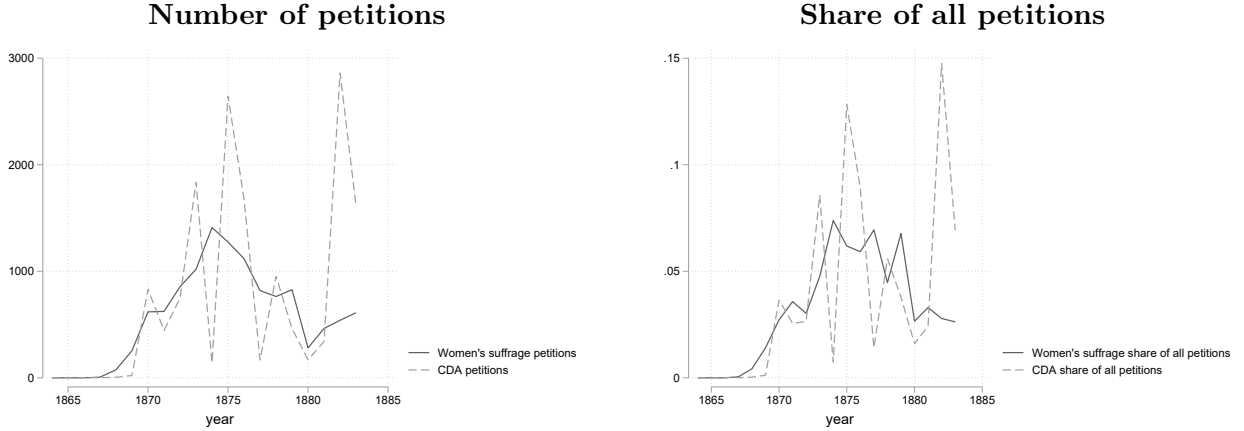 Number of petitions
3000
2000
1000
0
1865 1870 1875 1880 1885
year
Women's suffrage petitions
CDA petitions
Share of all petitions
.15
.1
.05
0
1865 1870 1875 1880 1885
year
Women's suffrage share of all petitions
CDA share of all petitions